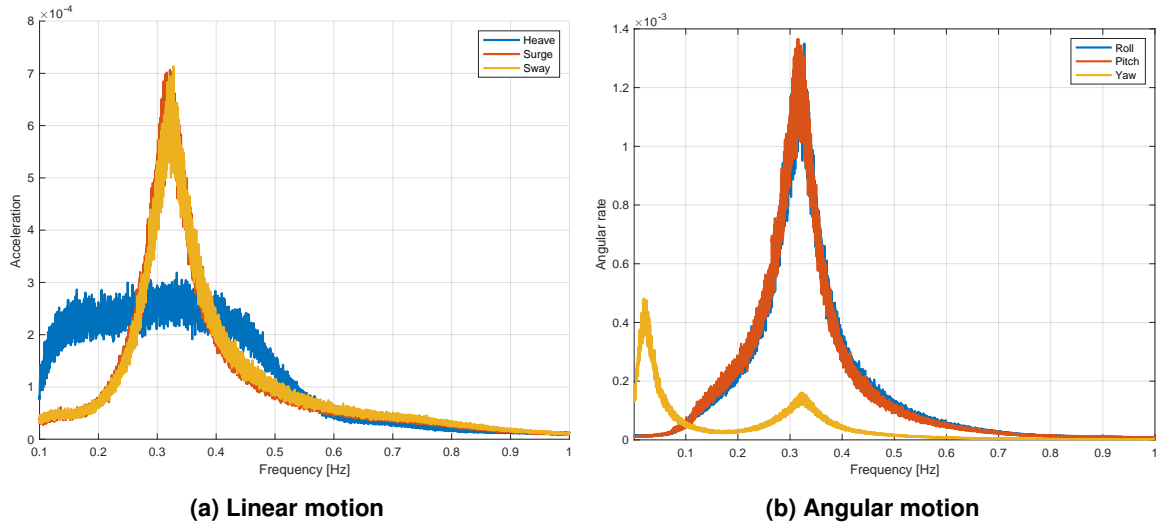 ×10⁻⁴
8
7
6
5
4
3
2
1
0
Acceleration
Heave
Surge
Sway
0.1 0.2 0.3 0.4 0.5 0.6 0.7 0.8 0.9 1
Frequency [Hz]
(a) Linear motion
×10⁻³
1.4
1.2
1
0.8
0.6
0.4
0.2
0
Angular rate
Roll
Pitch
Yaw
0.1 0.2 0.3 0.4 0.5 0.6 0.7 0.8 0.9 1
Frequency [Hz]
(b) Angular motion